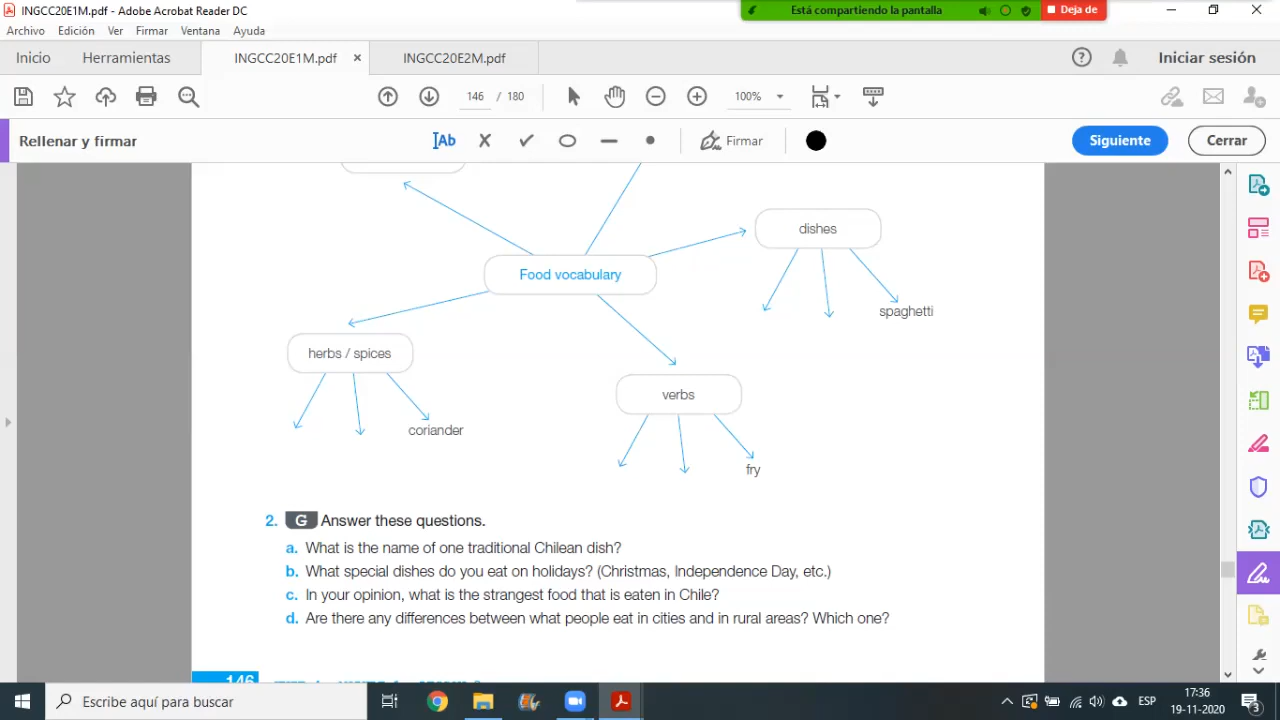 INGCC20E1M.pdf - Adobe Acrobat Reader DC
Está compartiendo la pantalla
Deja de
Archivo Edición Ver Firmar Ventana Ayuda
Inicio Herramientas INGCC20E1M.pdf INGCC20E2M.pdf Iniciar sesión
146 / 180 100%
Rellenar y firmar Ab Firmar Siguiente Cerrar
dishes
Food vocabulary
spaghetti
herbs / spices
verbs
coriander
fry
2. G Answer these questions.
a. What is the name of one traditional Chilean dish?
b. What special dishes do you eat on holidays? (Christmas, Independence Day, etc.)
c. In your opinion, what is the strangest food that is eaten in Chile?
d. Are there any differences between what people eat in cities and in rural areas? Which one?
146
Escribe aquí para buscar
ESP
17:36
19-11-2020
3